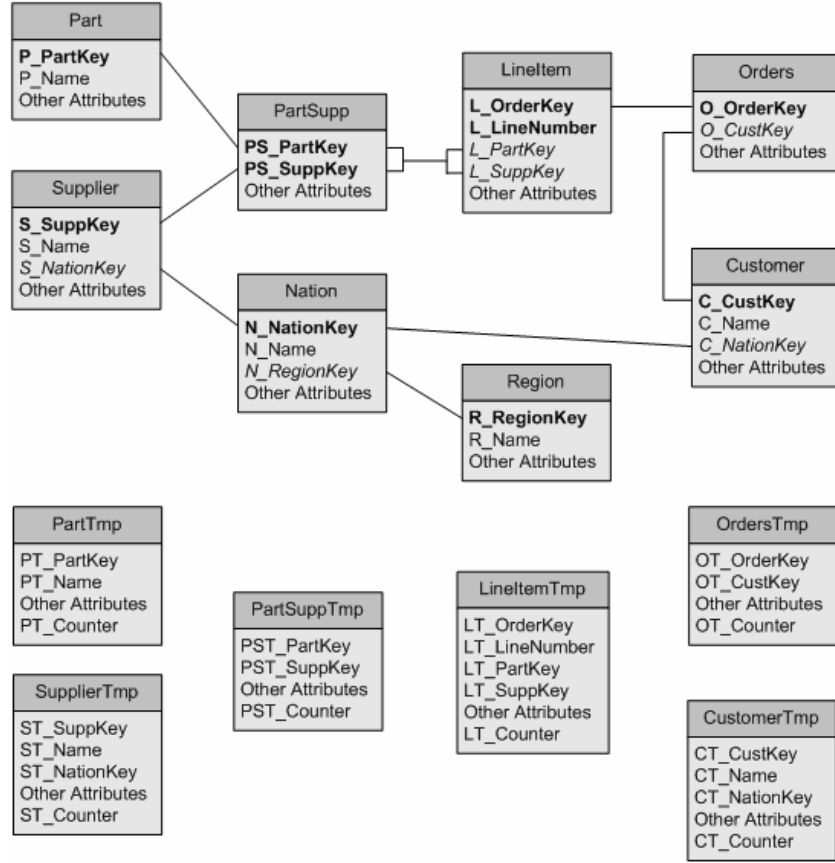 Part
P_PartKey
P_Name
Other Attributes
Supplier
S_SuppKey
S_Name
S_NationKey
Other Attributes
PartSupp
PS_PartKey
PS_SuppKey
Other Attributes
Nation
N_NationKey
N_Name
N_RegionKey
Other Attributes
LineItem
L_OrderKey
L_LineNumber
L_PartKey
L_SuppKey
Other Attributes
Region
R_RegionKey
R_Name
Other Attributes
Orders
O_OrderKey
O_CustKey
Other Attributes
Customer
C_CustKey
C_Name
C_NationKey
Other Attributes
PartTmp
PT_PartKey
PT_Name
Other Attributes
PT_Counter
SupplierTmp
ST_SuppKey
ST_Name
ST_NationKey
Other Attributes
ST_Counter
PartSuppTmp
PST_PartKey
PST_SuppKey
Other Attributes
PST_Counter
LineItemTmp
LT_OrderKey
LT_LineNumber
LT_PartKey
LT_SuppKey
Other Attributes
LT_Counter
OrdersTmp
OT_OrderKey
OT_CustKey
Other Attributes
OT_Counter
CustomerTmp
CT_CustKey
CT_Name
CT_NationKey
Other Attributes
CT_Counter